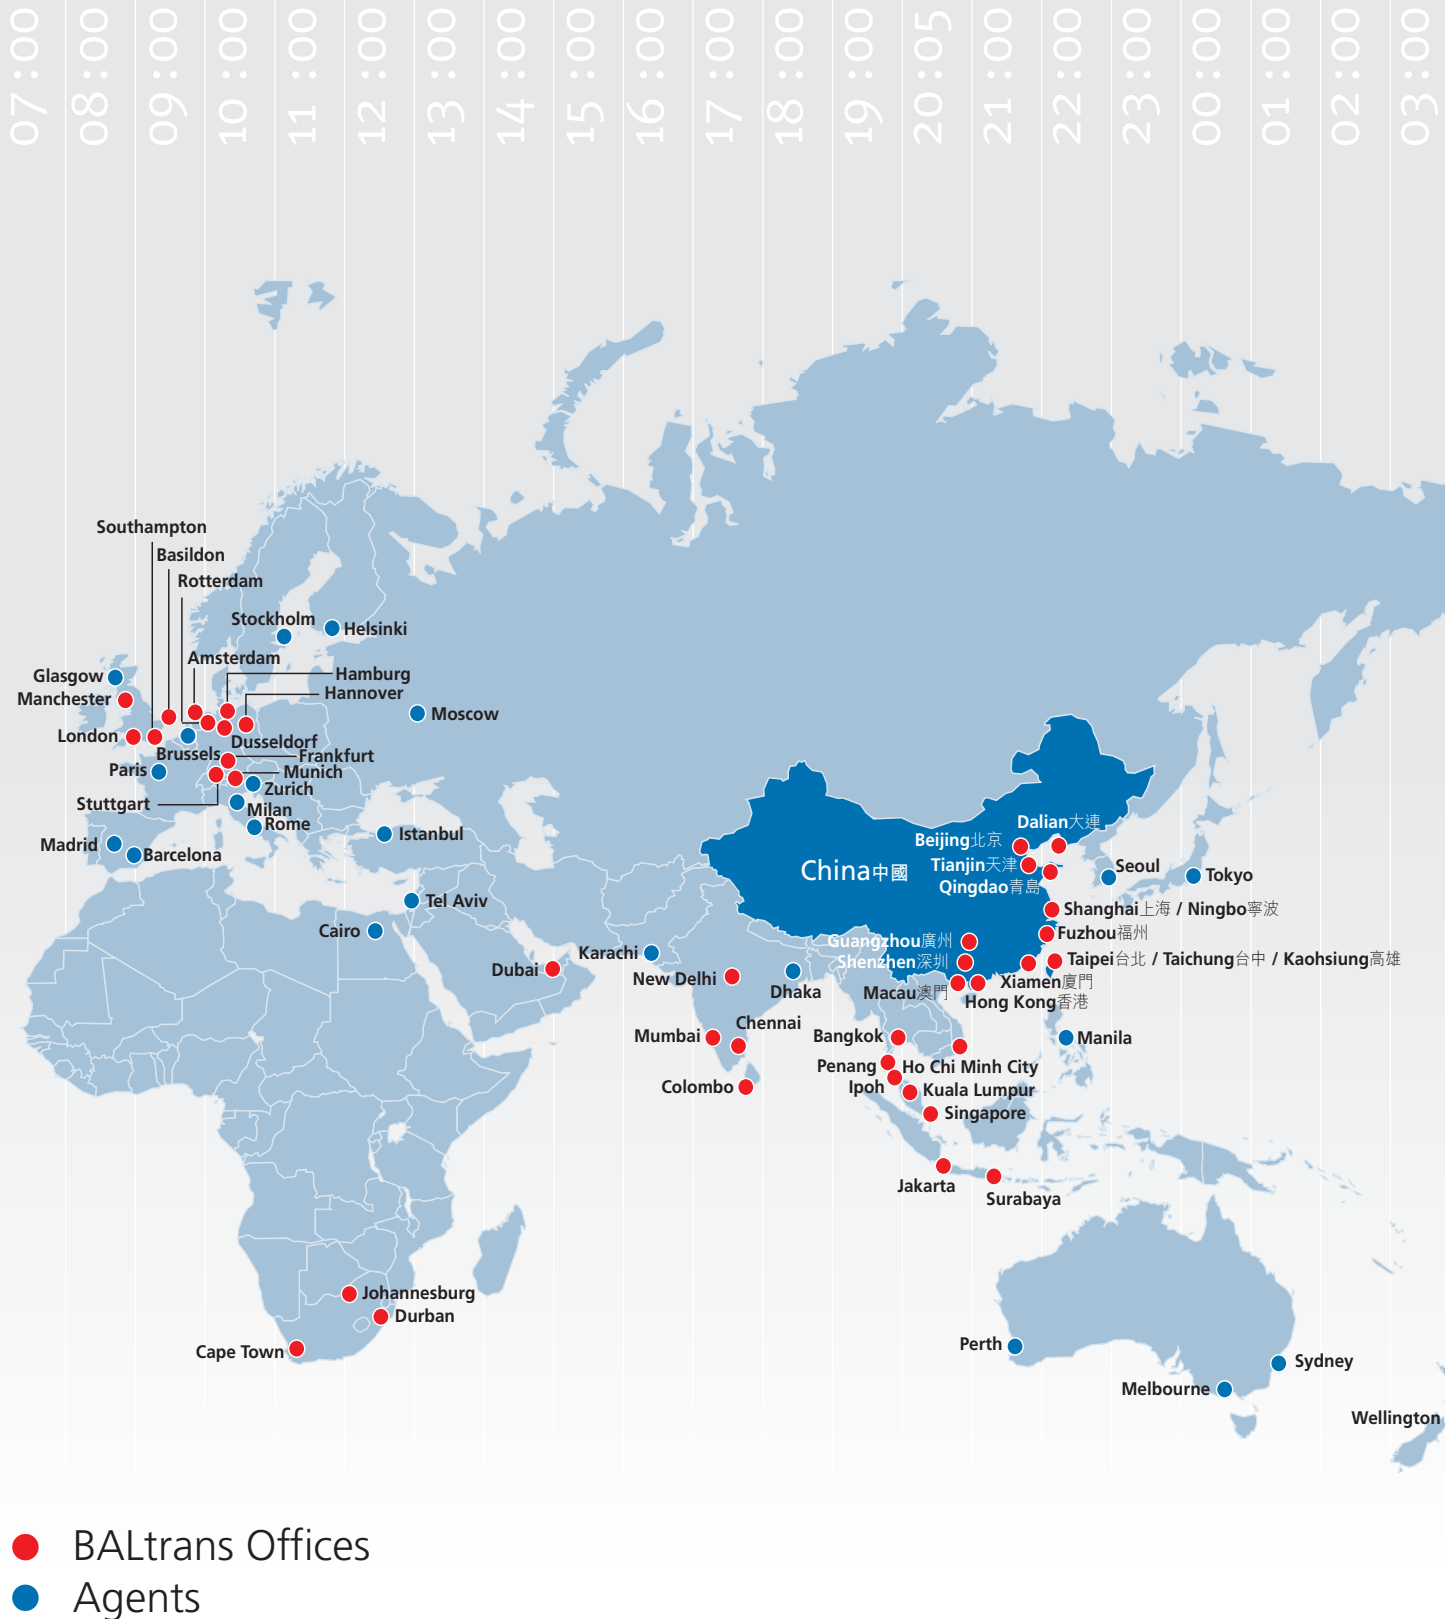 07:00
08:00
09:00
10:00
11:00
12:00
13:00
14:00
15:00
16:00
17:00
18:00
19:00
20:05
21:00
22:00
23:00
00:00
01:00
02:00
03:00
Southampton
Basildon
Rotterdam
Stockholm
Helsinki
Amsterdam
Glasgow
Hamburg
Manchester
Hannover
Moscow
London
Dusseldorf
Brussels
Frankfurt
Paris
Munich
Zurich
Stuttgart
Milan
Rome
Istanbul
Madrid
Barcelona
Dalian大連
Beijing北京
Tianjin天津
China中國
Qingdao青島
Seoul
Tokyo
Tel Aviv
Shanghai上海 / Ningbo寧波
Cairo
Fuzhou福州
Guangzhou廣州
Karachi
Taipei台北 / Taichung台中 / Kaohsiung高雄
Shenzhen深圳
Dubai
New Delhi
Dhaka
Xiamen廈門
Macau澳門
Hong Kong香港
Chennai
Mumbai
Bangkok
Manila
Penang
Ho Chi Minh City
Ipoh
Colombo
Kuala Lumpur
Singapore
Jakarta
Surabaya
Johannesburg
Durban
Cape Town
Perth
Sydney
Melbourne
Wellington
BALtrans Offices
Agents